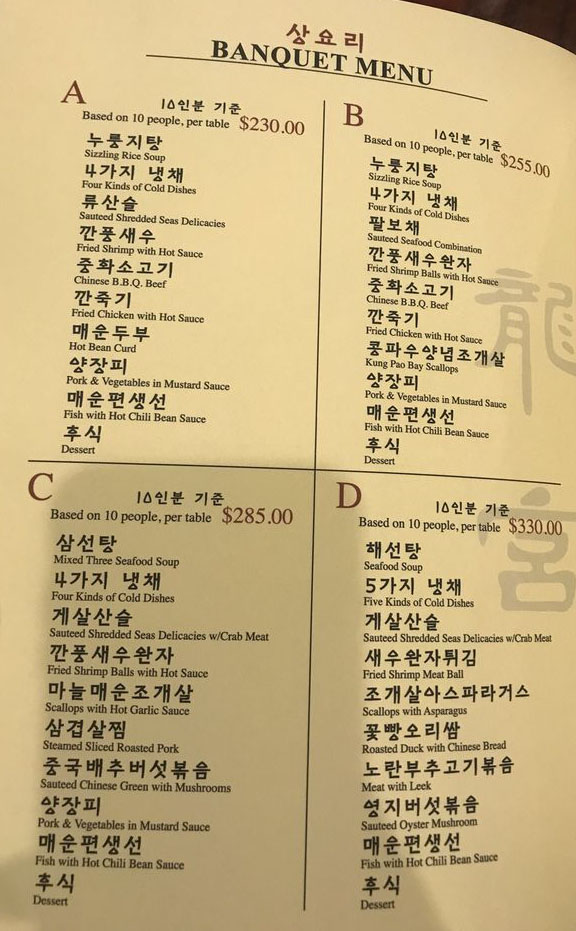 상요리
BANQUET MENU
A
10인분 기준
Based on 10 people, per table $230.00
누룽지탕
Sizzling Rice Soup
4가지 냉채
Four Kinds of Cold Dishes
류산슬
Sauteed Shredded Seas Delicacies
깐풍새우
Fried Shrimp with Hot Sauce
중화소고기
Chinese B.B.Q. Beef
깐죽기
Fried Chicken with Hot Sauce
매운두부
Hot Bean Curd
양장피
Pork & Vegetables in Mustard Sauce
매운편생선
Fish with Hot Chili Bean Sauce
후식
Dessert
B
10인분 기준
Based on 10 people, per table $255.00
누룽지탕
Sizzling Rice Soup
4가지 냉채
Four Kinds of Cold Dishes
팔보채
Sauteed Seafood Combination
깐풍새우완자
Fried Shrimp Balls with Hot Sauce
중화소고기
Chinese B.B.Q. Beef
깐죽기
Fried Chicken with Hot Sauce
콩파우양념조개살
Kung Pao Bay Scallops
양장피
Pork & Vegetables in Mustard Sauce
매운편생선
Fish with Hot Chili Bean Sauce
후식
Dessert
C
10인분 기준
Based on 10 people, per table $285.00
삼선탕
Mixed Three Seafood Soup
4가지 냉채
Four Kinds of Cold Dishes
게살산슬
Sauteed Shredded Seas Delicacies w/Crab Meat
깐풍새우완자
Fried Shrimp Balls with Hot Sauce
마늘매운조개살
Scallops with Hot Garlic Sauce
삼겹살찜
Steamed Sliced Roasted Pork
중국배추버섯볶음
Sauteed Chinese Green with Mushrooms
양장피
Pork & Vegetables in Mustard Sauce
매운편생선
Fish with Hot Chili Bean Sauce
후식
Dessert
D
10인분 기준
Based on 10 people, per table $330.00
해선탕
Seafood Soup
5가지 냉채
Five Kinds of Cold Dishes
게살산슬
Sauteed Shredded Seas Delicacies w/Crab Meat
새우완자튀김
Fried Shrimp Meat Ball
조개살아스파라거스
Scallops with Asparagus
꽃빵오리쌈
Roasted Duck with Chinese Bread
노란부추고기볶음
Meat with Leek
영지버섯볶음
Sauteed Oyster Mushroom
매운편생선
Fish with Hot Chili Bean Sauce
후식
Dessert
龍
宮